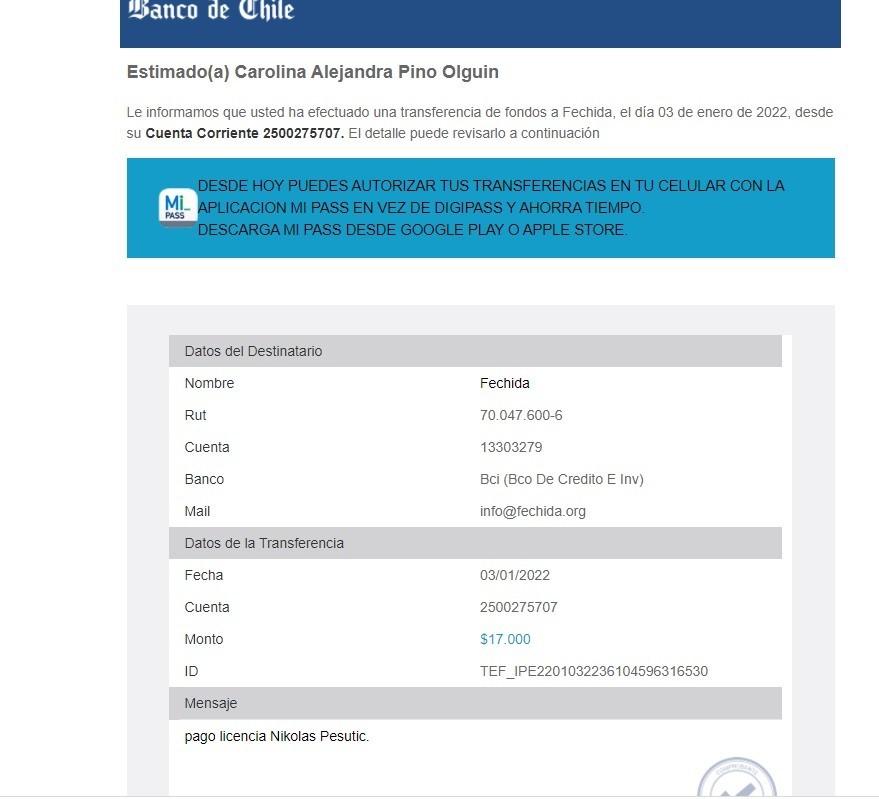 Banco de Chile
Estimado(a) Carolina Alejandra Pino Olguin
Le informamos que usted ha efectuado una transferencia de fondos a Fechida, el día 03 de enero de 2022, desde
su Cuenta Corriente 2500275707. El detalle puede revisarlo a continuación
DESDE HOY PUEDES AUTORIZAR TUS TRANSFERENCIAS EN TU CELULAR CON LA
Mi_
PASS
APLICACION MI PASS EN VEZ DE DIGIPASS Y AHORRA TIEMPO.
DESCARGA MI PASS DESDE GOOGLE PLAY O APPLE STORE.
Datos del Destinatario
Nombre Fechida
Rut 70.047.600-6
Cuenta 13303279
Banco Bci (Bco De Credito E Inv)
Mail info@fechida.org
Datos de la Transferencia
Fecha 03/01/2022
Cuenta 2500275707
Monto $17.000
ID TEF_IPE2201032236104596316530
Mensaje
pago licencia Nikolas Pesutic.
COMPROBANTE